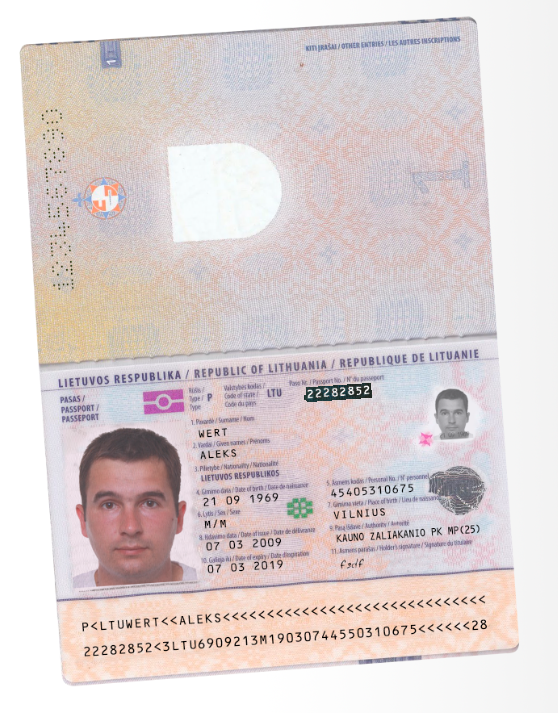 1
KITI ĮRAŠAI / OTHER ENTRIES / LES AUTRES INSCRIPTIONS
1234567890
1
LIETUVOS RESPUBLIKA / REPUBLIC OF LITHUANIA / REPUBLIQUE DE LITUANIE
PASAS / PASSPORT / PASSEPORT
Rūšis / Type / Type P
Valstybės kodas / Code of state / Code du pays LTU
Paso Nr. / Passport No. / N° du passeport
22282852
1. Pavardė / Surname / Nom
WERT
2. Vardai / Given names / Prénoms
ALEKS
3. Pilietybė / Nationality / Nationalité
LIETUVOS RESPUBLIKOS
4. Gimimo data / Date of birth / Date de naissance
21 09 1969
5. Asmens kodas / Personal No. / N° personnel
45405310675
6. Lytis / Sex / Sexe
M/M
7. Gimimo vieta / Place of birth / Lieu de naissance
VILNIUS
8. Išdavimo data / Date of issue / Date de délivrance
07 03 2009
9. Pasą išdavė / Authority / Autorité
KAUNO ZALIAKANIO PK MP(25)
10. Galioja iki / Date of expiry / Date d'expiration
07 03 2019
11. Asmens parašas / Holder's signature / Signature du titulaire
P<LTUWERT<<ALEKS<<<<<<<<<<<<<<<<<<<<<<<<<<<<
22282852<3LTU6909213M19030744550310675<<<<<<28